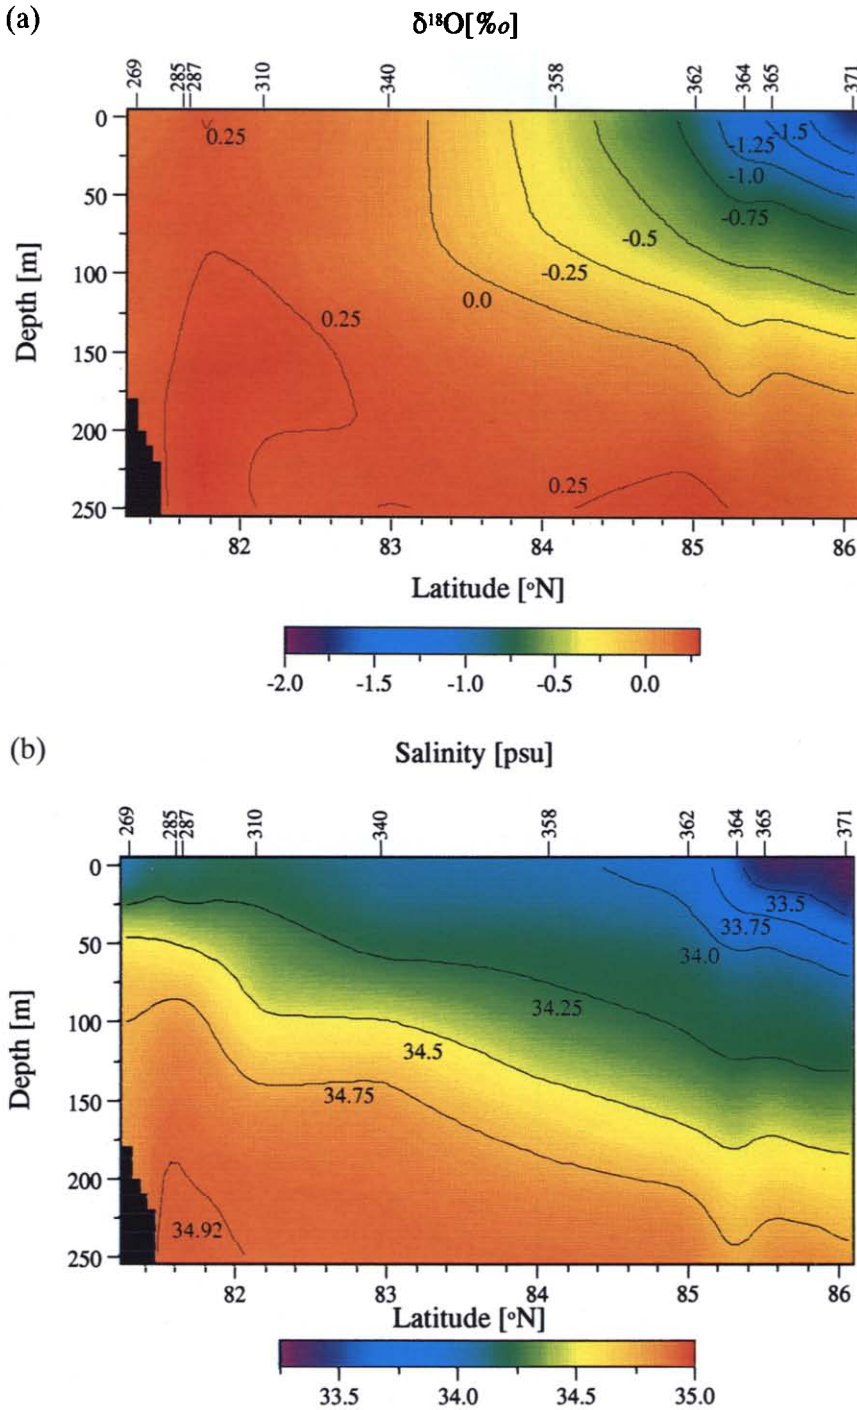 (a)
δ¹⁸O[‰]
269 285 287 310 340 358 362 364 365 371
0
50
100
150
200
250
Depth [m]
0.25
0.25
0.25
0.0
-0.25
-0.5
-0.75
-1.0
-1.25
-1.5
82 83 84 85 86
Latitude [°N]
-2.0 -1.5 -1.0 -0.5 0.0
(b)
Salinity [psu]
269 285 287 310 340 358 362 364 365 371
0
50
100
150
200
250
Depth [m]
33.5
33.75
34.0
34.25
34.5
34.75
34.92
82 83 84 85 86
Latitude [°N]
33.5 34.0 34.5 35.0